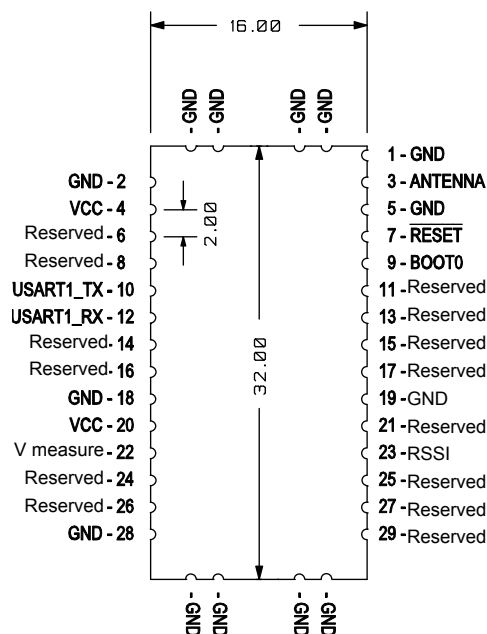 16.00
- GND
- GND
- GND
- GND
1 - GND
GND - 2
3 - ANTENNA
VCC - 4
5 - GND
Reserved - 6
2.00
7 - RESET
Reserved - 8
9 - BOOT0
USART1_TX - 10
11 - Reserved
USART1_RX - 12
13 - Reserved
Reserved - 14
15 - Reserved
32.00
Reserved - 16
17 - Reserved
GND - 18
19 - GND
VCC - 20
21 - Reserved
V measure - 22
23 - RSSI
Reserved - 24
25 - Reserved
Reserved - 26
27 - Reserved
GND - 28
29 - Reserved
- GND
- GND
- GND
- GND